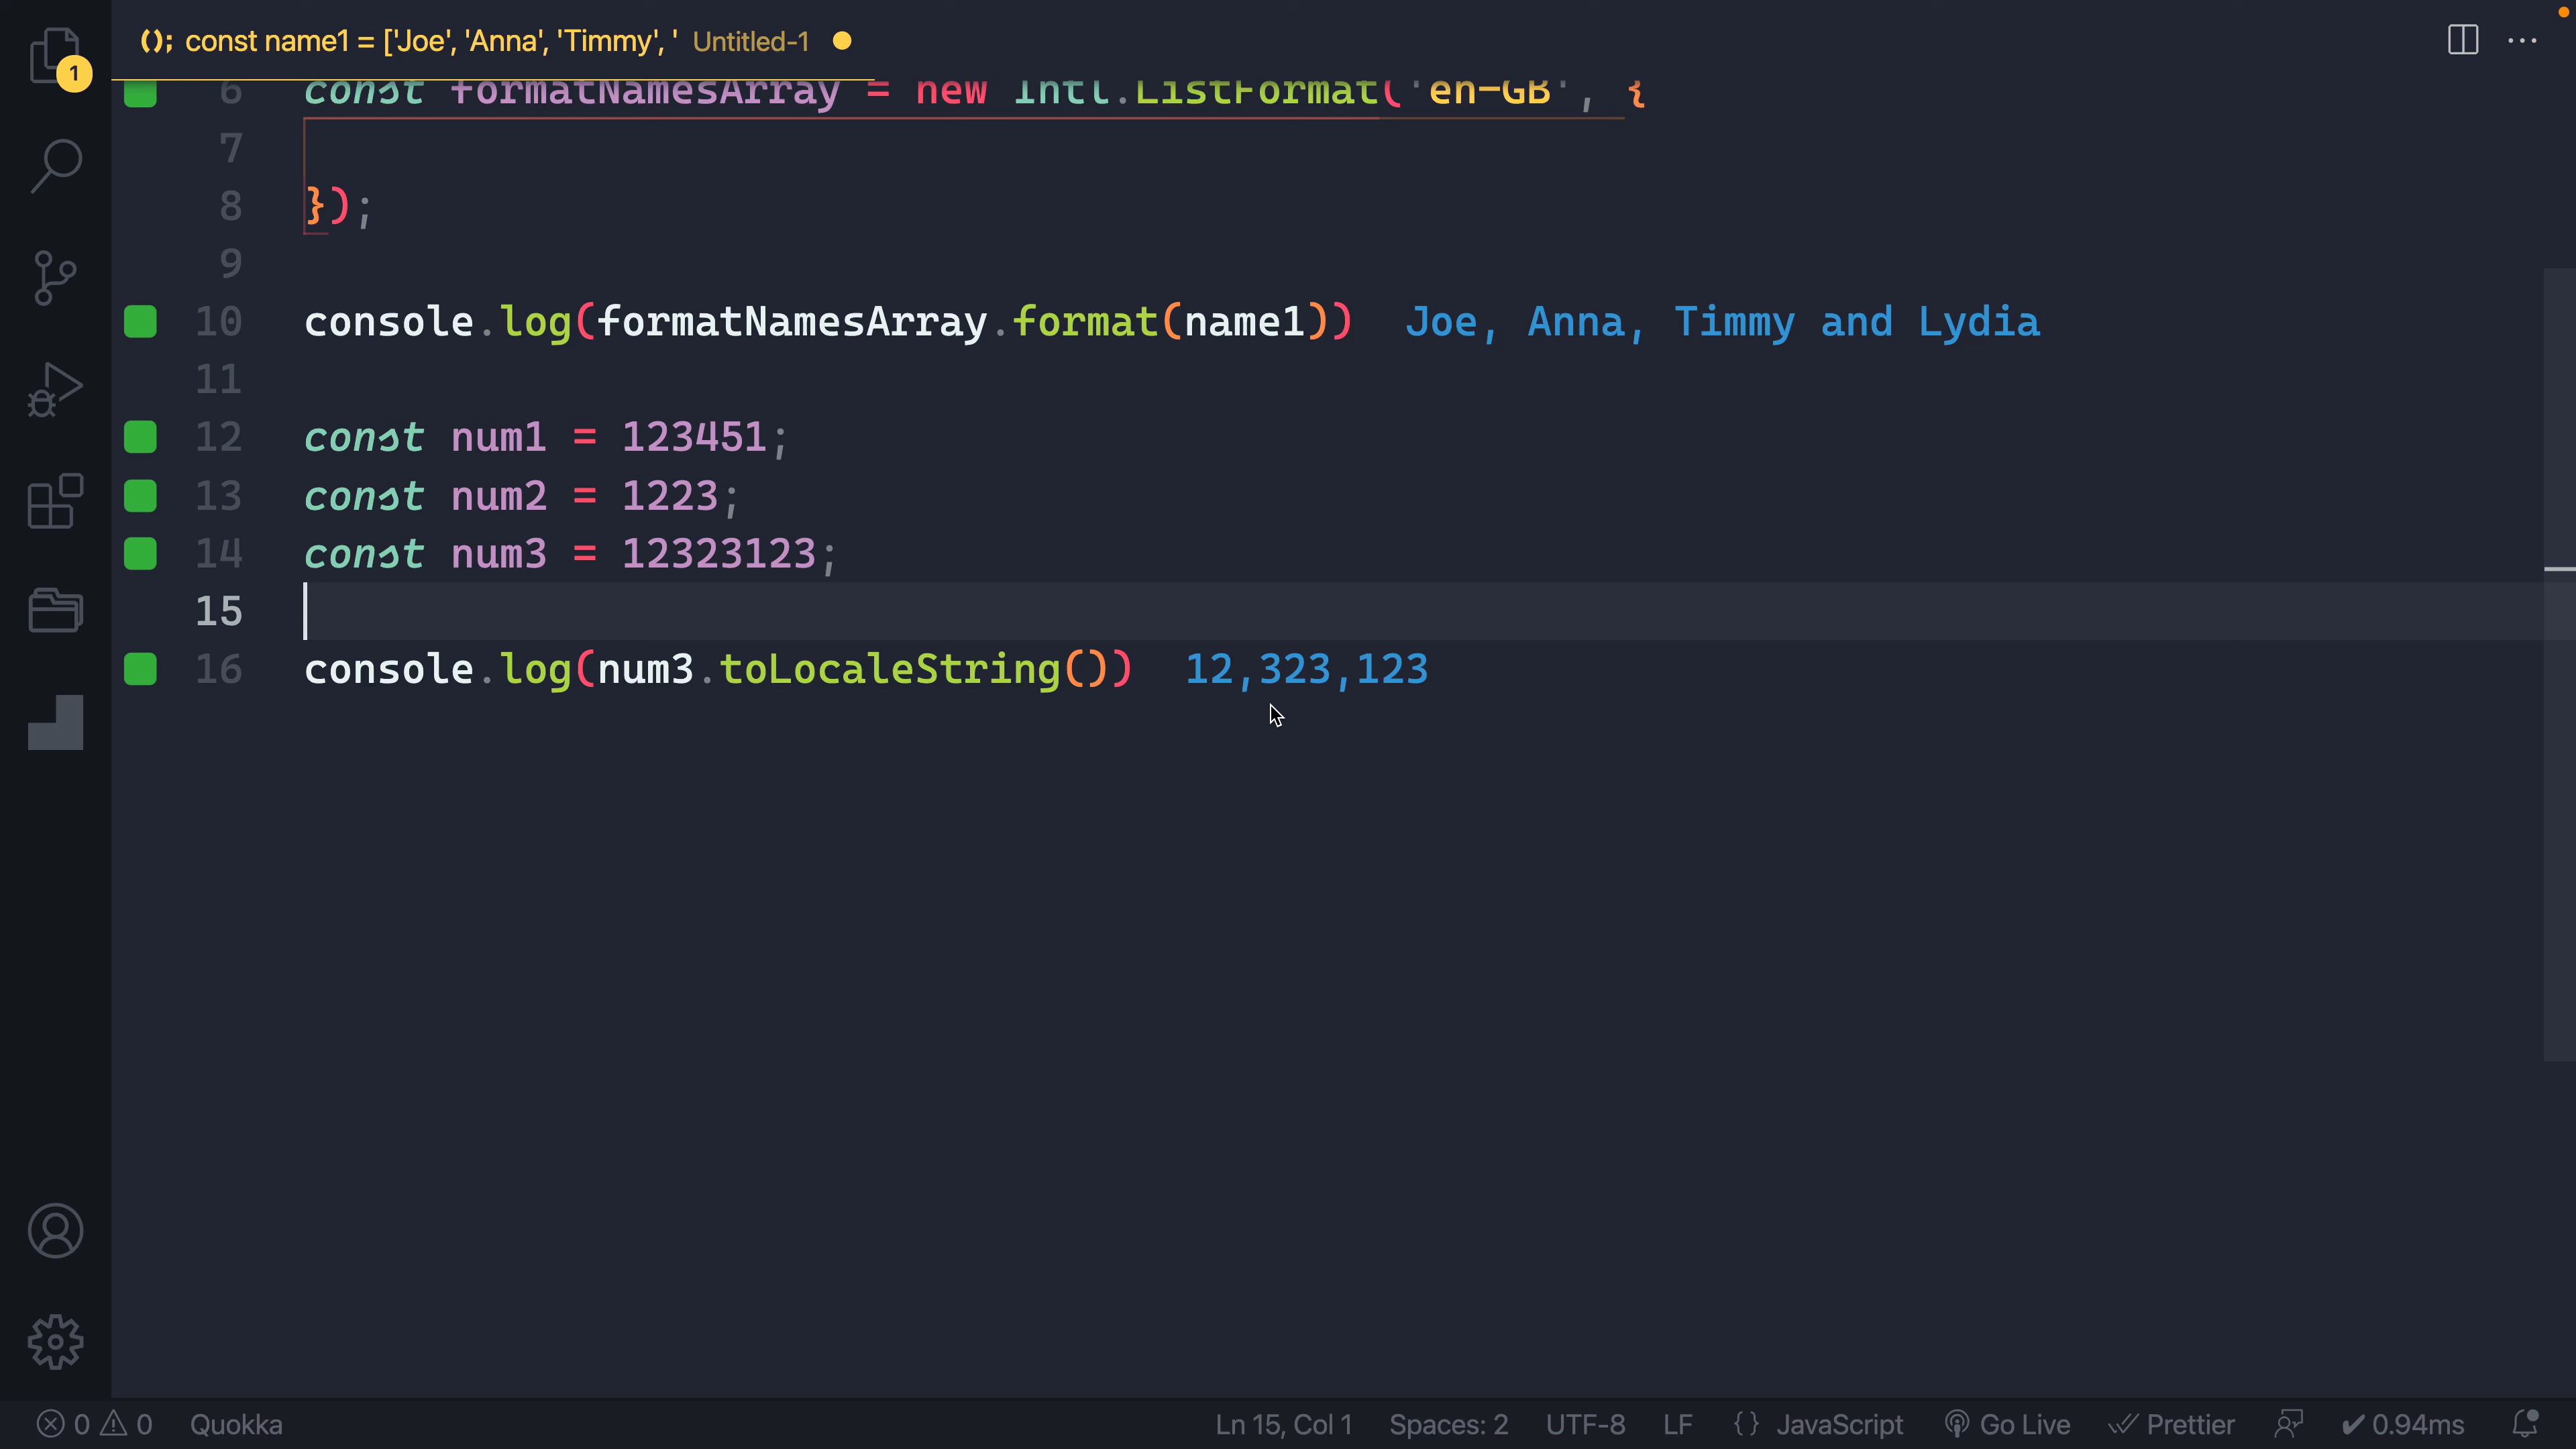 (); const name1 = ['Joe', 'Anna', 'Timmy', ' Untitled-1
1
6 const formatNamesArray = new Intl.ListFormat('en-GB', {
7
8 });
9
10 console.log(formatNamesArray.format(name1)) Joe, Anna, Timmy and Lydia
11
12 const num1 = 123451;
13 const num2 = 1223;
14 const num3 = 12323123;
15
16 console.log(num3.toLocaleString()) 12,323,123
0 0 Quokka Ln 15, Col 1 Spaces: 2 UTF-8 LF {} JavaScript Go Live Prettier 0.94ms